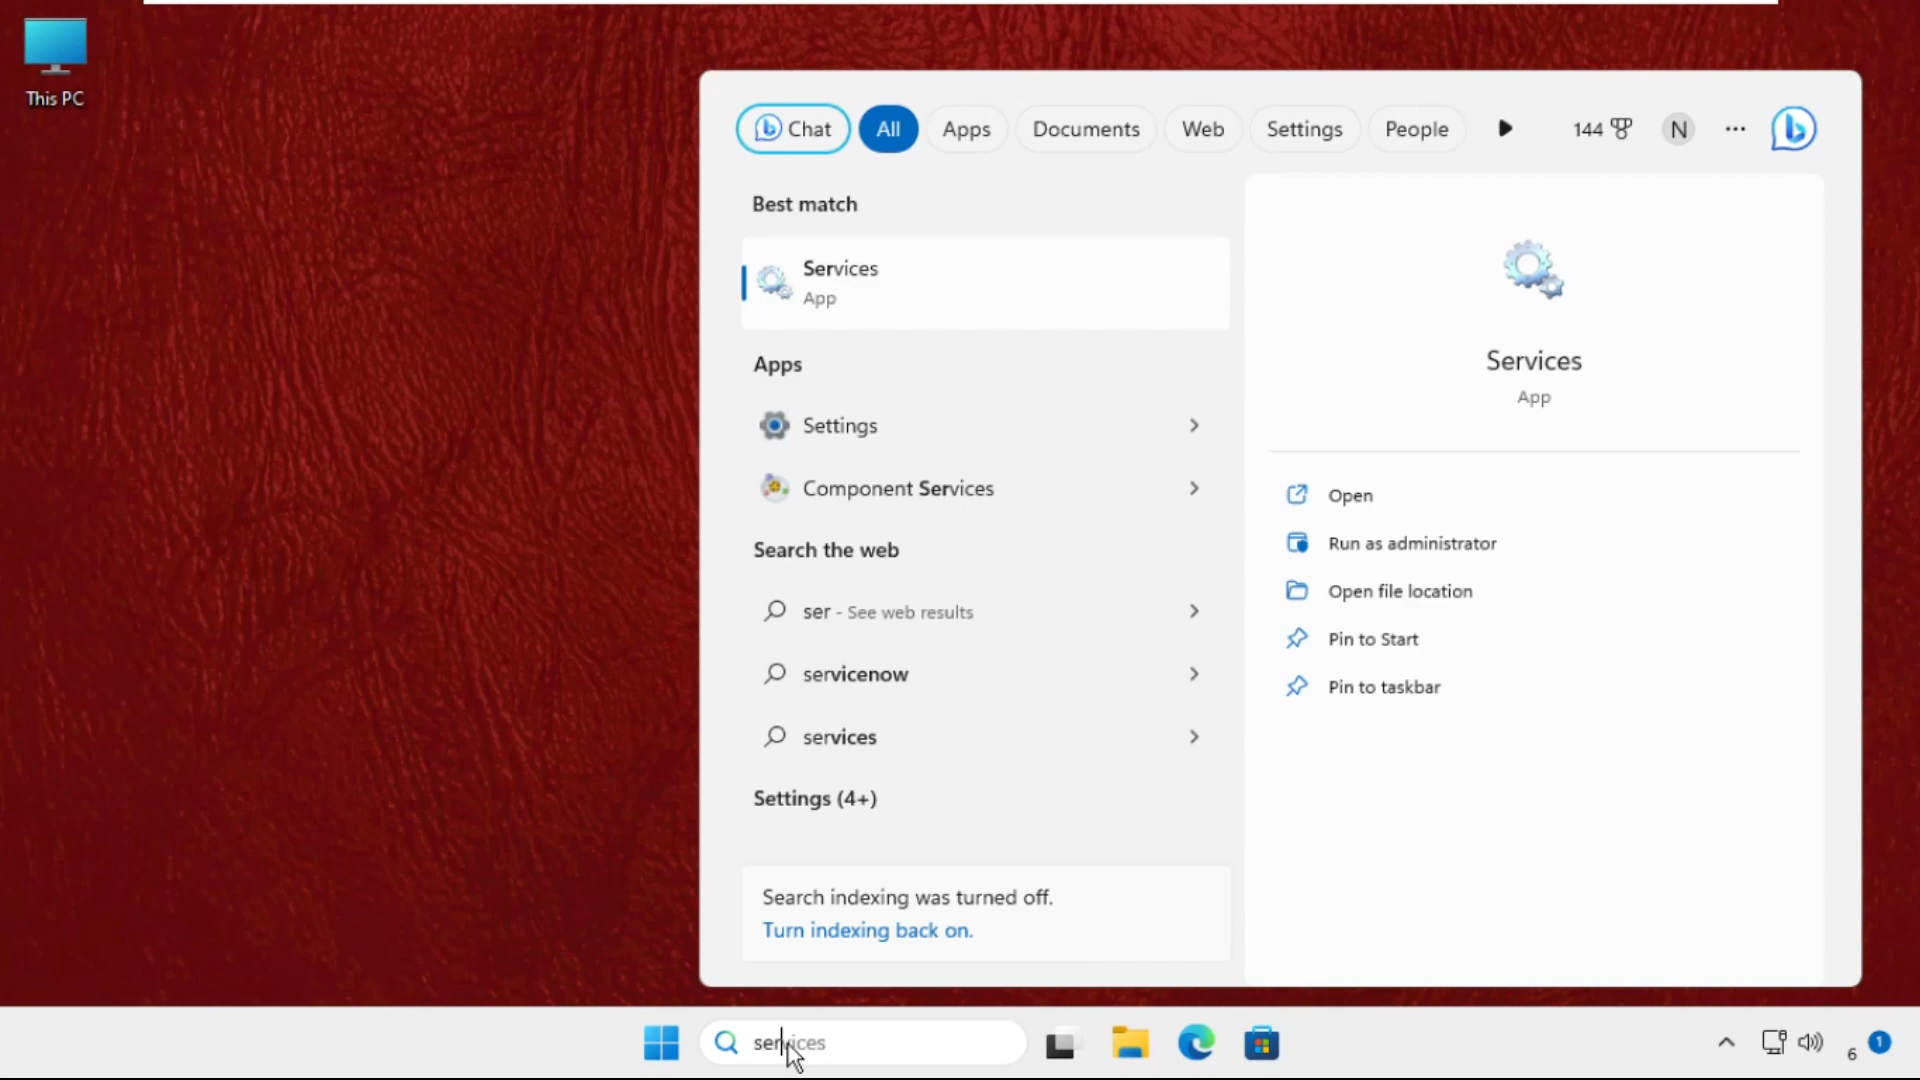 This PC
Chat
All
Apps
Documents
Web
Settings
People
144
N
Best match
Services
App
Apps
Settings
Component Services
Search the web
ser - See web results
servicenow
services
Settings (4+)
Search indexing was turned off.
Turn indexing back on.
Services
App
Open
Run as administrator
Open file location
Pin to Start
Pin to taskbar
services
6
1